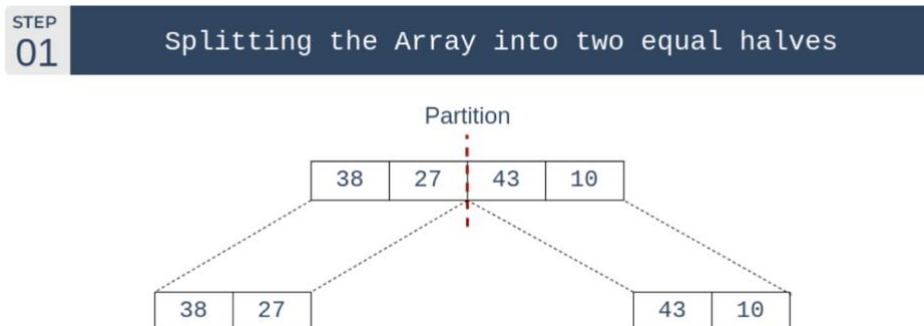 STEP
01
Splitting the Array into two equal halves
Partition
38 27 43 10
38 27 43 10